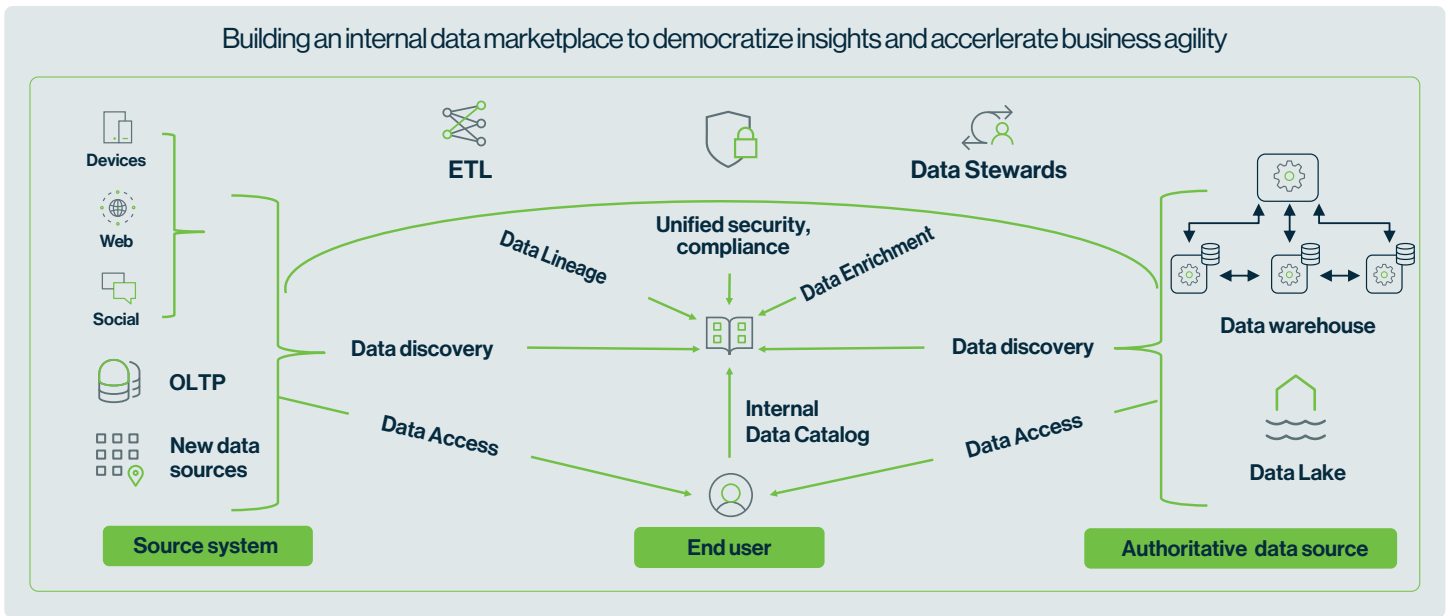 Building an internal data marketplace to democratize insights and accerlerate business agility
Devices
Web
Social
OLTP
New data
sources
Source system
ETL
Data Stewards
Unified security,
compliance
Data Lineage
Data Enrichment
Data discovery
Data discovery
Data Access
Internal
Data Catalog
Data Access
End user
Data warehouse
Data Lake
Authoritative data source